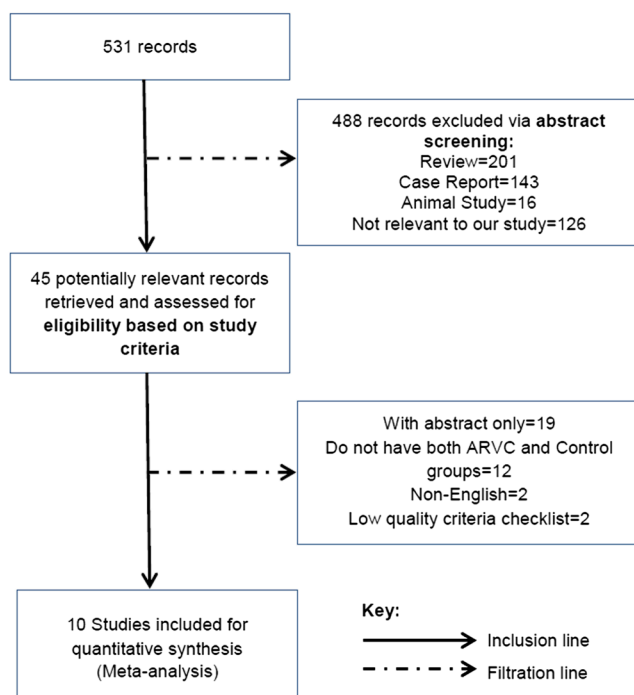 531 records
488 records excluded via abstract
screening:
Review=201
Case Report=143
Animal Study=16
Not relevant to our study=126
45 potentially relevant records
retrieved and assessed for
eligibility based on study
criteria
With abstract only=19
Do not have both ARVC and Control
groups=12
Non-English=2
Low quality criteria checklist=2
10 Studies included for
quantitative synthesis
(Meta-analysis)
Key:
Inclusion line
Filtration line